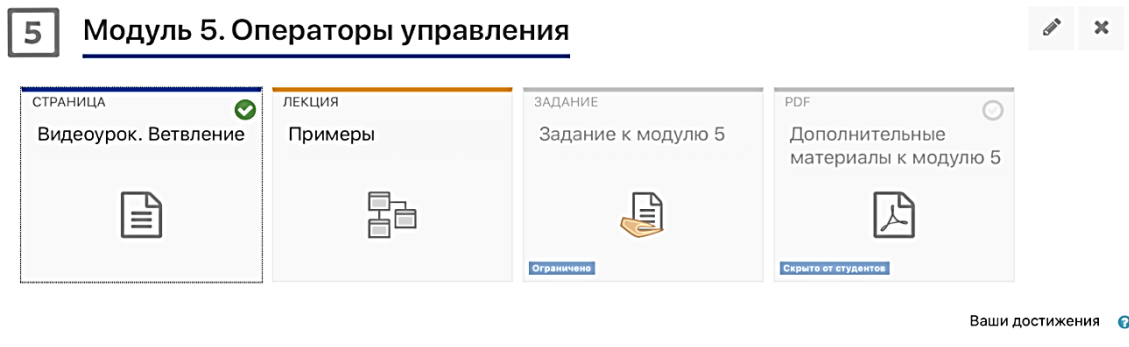 5
Модуль 5. Операторы управления
СТРАНИЦА
Видеоурок. Ветвление
ЛЕКЦИЯ
Примеры
ЗАДАНИЕ
Задание к модулю 5
Ограничено
PDF
Дополнительные
материалы к модулю 5
Скрыто от студентов
Ваши достижения ?